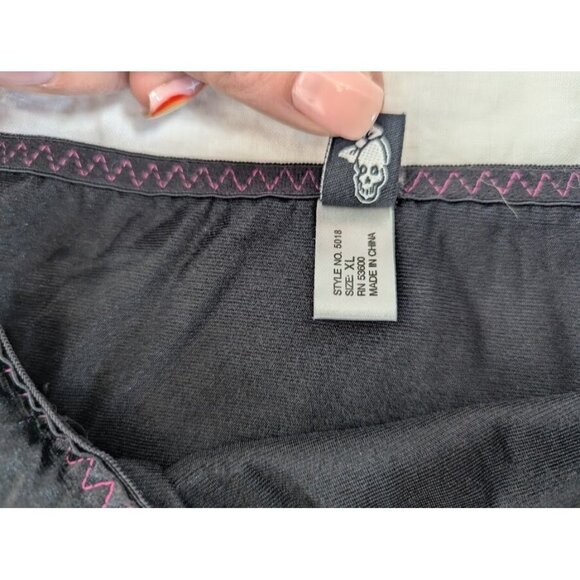 STYLE NO. 5018
SIZE: XL
RN 53600
MADE IN CHINA